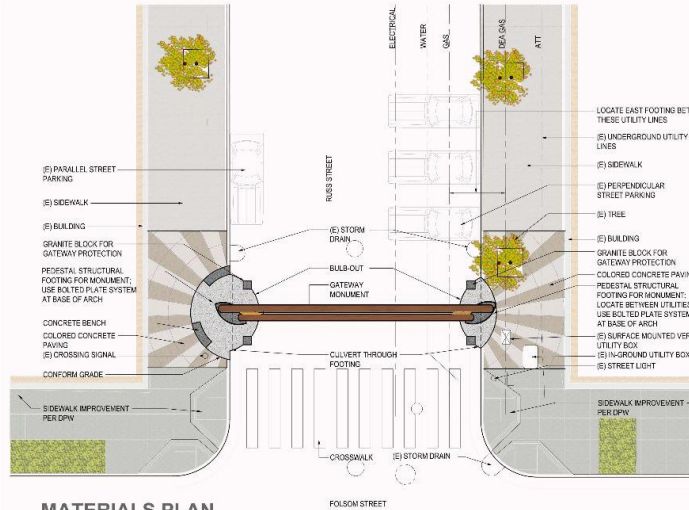 ELECTRICAL
WATER
GAS
DEA GAS
ATT
LOCATE EAST FOOTING BET
THESE UTILITY LINES
(E) UNDERGROUND UTILITY
LINES
(E) SIDEWALK
(E) PERPENDICULAR
STREET PARKING
(E) TREE
(E) BUILDING
GRANITE BLOCK FOR
GATEWAY PROTECTION
COLORED CONCRETE PAVIN
PEDESTAL STRUCTURAL
FOOTING FOR MONUMENT;
LOCATE BETWEEN UTILITIES
USE BOLTED PLATE SYSTEM
AT BASE OF ARCH
(E) SURFACE MOUNTED VER
UTILITY BOX
(E) IN-GROUND UTILITY BOX
(E) STREET LIGHT
SIDEWALK IMPROVEMENT
PER DPW
(E) PARALLEL STREET
PARKING
(E) SIDEWALK
(E) BUILDING
GRANITE BLOCK FOR
GATEWAY PROTECTION
PEDESTAL STRUCTURAL
FOOTING FOR MONUMENT;
USE BOLTED PLATE SYSTEM
AT BASE OF ARCH
CONCRETE BENCH
COLORED CONCRETE
PAVING
(E) CROSSING SIGNAL
CONFORM GRADE
SIDEWALK IMPROVEMENT
PER DPW
RUSS STREET
(E) STORM
DRAIN
BULB-OUT
GATEWAY
MONUMENT
CULVERT THROUGH
FOOTING
CROSSWALK
(E) STORM DRAIN
FOLSOM STREET
MATERIALS PLAN